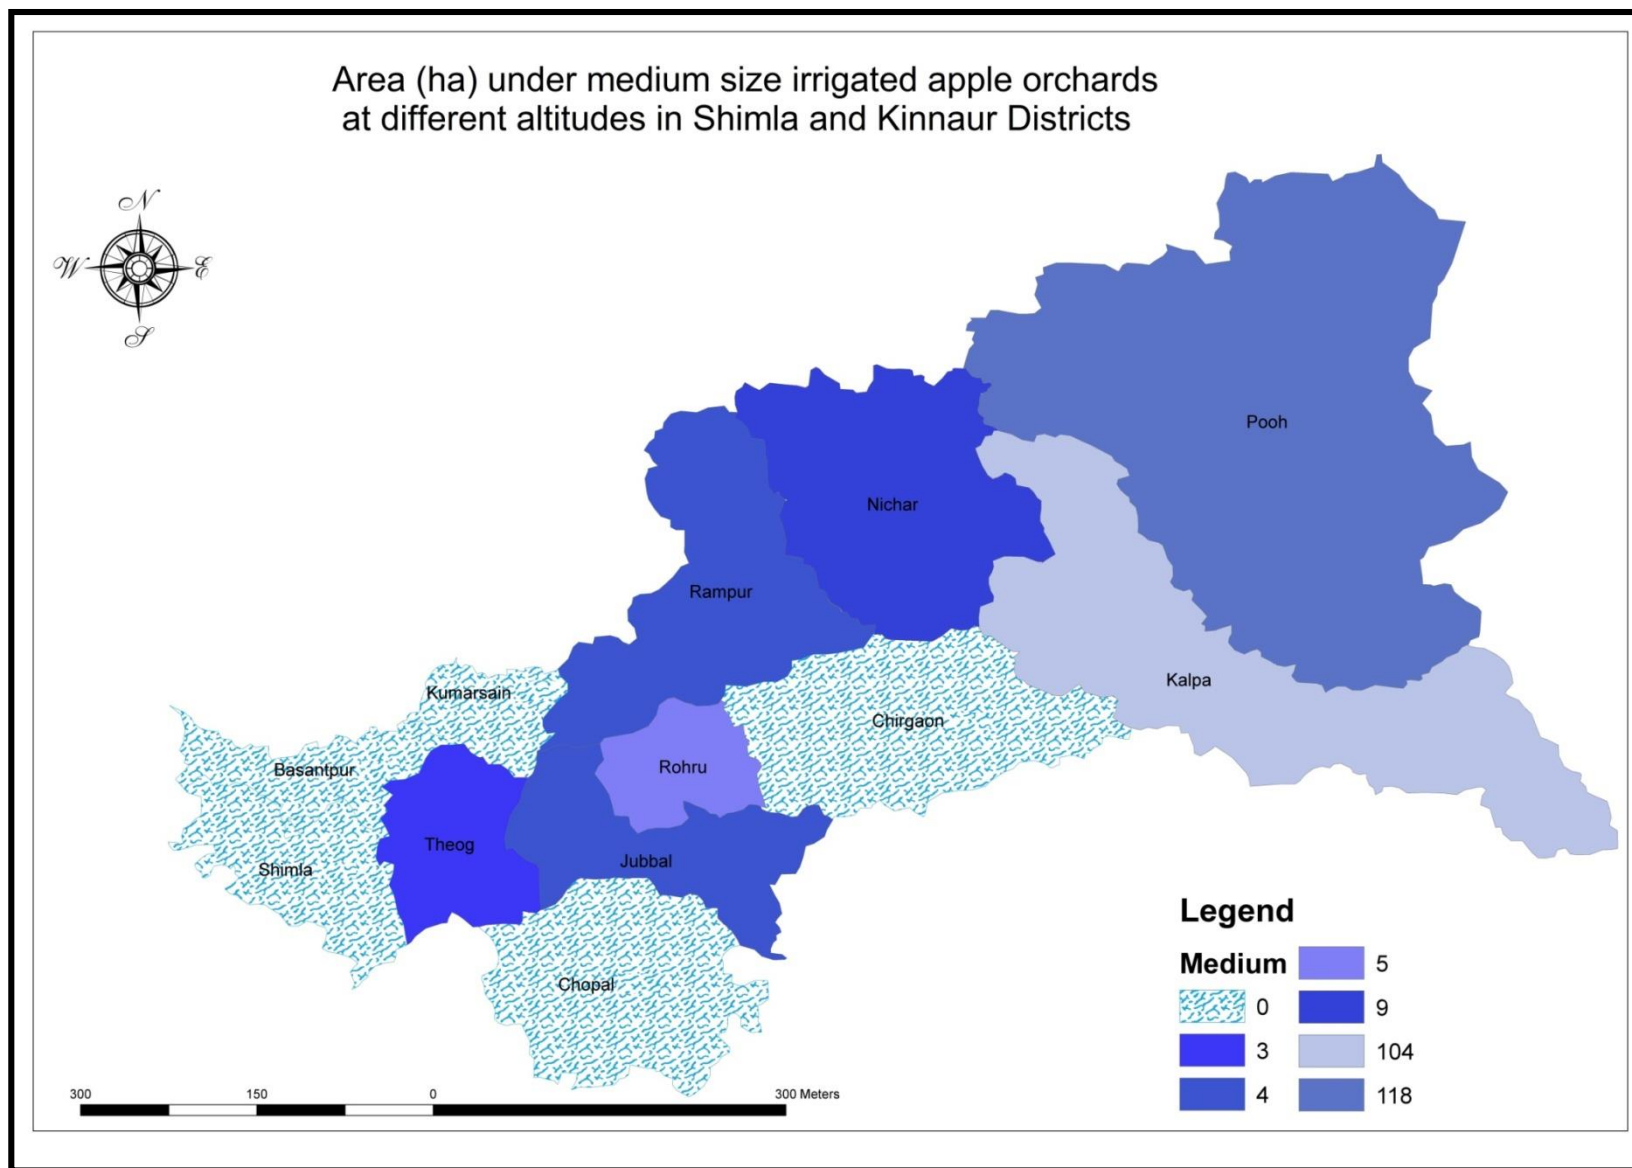 Area (ha) under medium size irrigated apple orchards
at different altitudes in Shimla and Kinnaur Districts
N
W E
S
Pooh
Nichar
Rampur
Kalpa
Kumarsain
Chirgaon
Basantpur
Rohru
Theog
Jubbal
Shimla
Chopal
Legend
Medium
0
3
4
5
9
104
118
300 150 0 300 Meters